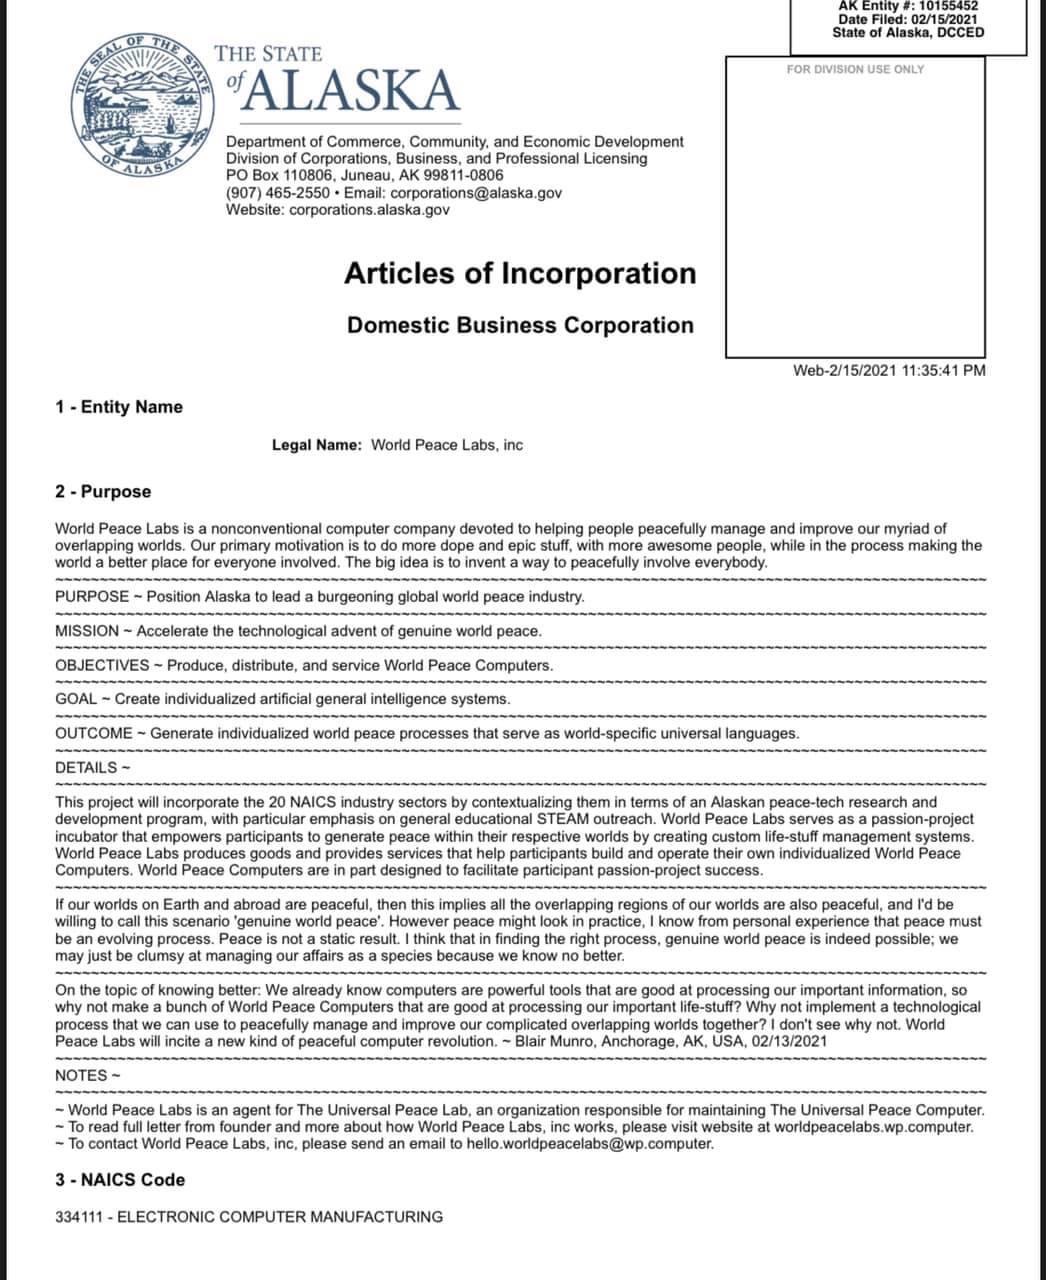 AK Entity #: 10155452
Date Filed: 02/15/2021
State of Alaska, DCCED
FOR DIVISION USE ONLY
THE SEAL OF THE STATE
OF ALASKA
THE STATE
of ALASKA
Department of Commerce, Community, and Economic Development
Division of Corporations, Business, and Professional Licensing
PO Box 110806, Juneau, AK 99811-0806
(907) 465-2550 • Email: corporations@alaska.gov
Website: corporations.alaska.gov
Articles of Incorporation
Domestic Business Corporation
Web-2/15/2021 11:35:41 PM
1 - Entity Name
Legal Name: World Peace Labs, inc
2 - Purpose
World Peace Labs is a nonconventional computer company devoted to helping people peacefully manage and improve our myriad of
overlapping worlds. Our primary motivation is to do more dope and epic stuff, with more awesome people, while in the process making the
world a better place for everyone involved. The big idea is to invent a way to peacefully involve everybody.
PURPOSE ~ Position Alaska to lead a burgeoning global world peace industry.
MISSION ~ Accelerate the technological advent of genuine world peace.
OBJECTIVES ~ Produce, distribute, and service World Peace Computers.
GOAL ~ Create individualized artificial general intelligence systems.
OUTCOME ~ Generate individualized world peace processes that serve as world-specific universal languages.
DETAILS ~
This project will incorporate the 20 NAICS industry sectors by contextualizing them in terms of an Alaskan peace-tech research and
development program, with particular emphasis on general educational STEAM outreach. World Peace Labs serves as a passion-project
incubator that empowers participants to generate peace within their respective worlds by creating custom life-stuff management systems.
World Peace Labs produces goods and provides services that help participants build and operate their own individualized World Peace
Computers. World Peace Computers are in part designed to facilitate participant passion-project success.
If our worlds on Earth and abroad are peaceful, then this implies all the overlapping regions of our worlds are also peaceful, and I'd be
willing to call this scenario 'genuine world peace'. However peace might look in practice, I know from personal experience that peace must
be an evolving process. Peace is not a static result. I think that in finding the right process, genuine world peace is indeed possible; we
may just be clumsy at managing our affairs as a species because we know no better.
On the topic of knowing better: We already know computers are powerful tools that are good at processing our important information, so
why not make a bunch of World Peace Computers that are good at processing our important life-stuff? Why not implement a technological
process that we can use to peacefully manage and improve our complicated overlapping worlds together? I don't see why not. World
Peace Labs will incite a new kind of peaceful computer revolution. ~ Blair Munro, Anchorage, AK, USA, 02/13/2021
NOTES ~
~ World Peace Labs is an agent for The Universal Peace Lab, an organization responsible for maintaining The Universal Peace Computer.
~ To read full letter from founder and more about how World Peace Labs, inc works, please visit website at worldpeacelabs.wp.computer.
~ To contact World Peace Labs, inc, please send an email to hello.worldpeacelabs@wp.computer.
3 - NAICS Code
334111 - ELECTRONIC COMPUTER MANUFACTURING